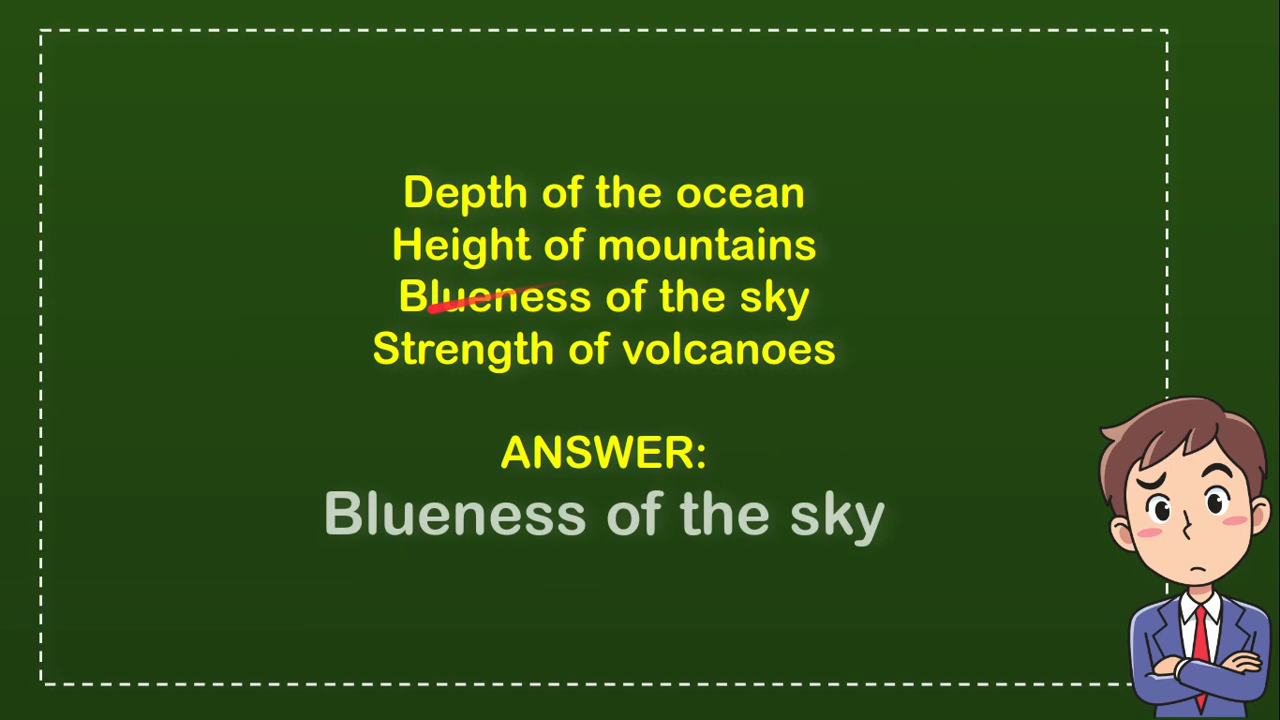 Depth of the ocean
Height of mountains
Blueness of the sky
Strength of volcanoes
ANSWER:
Blueness of the sky